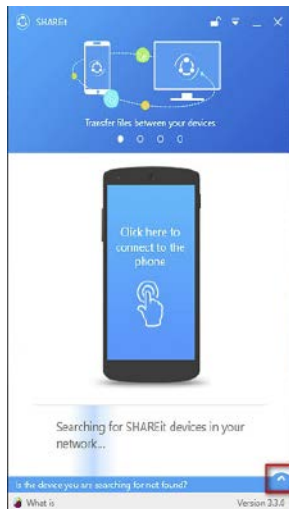 SHAREit
Transfer files between your devices
Click here to
connect to the
phone
Searching for SHAREit devices in your
network...
Is the device you are searching for not found?
What is
Version 3.3.4